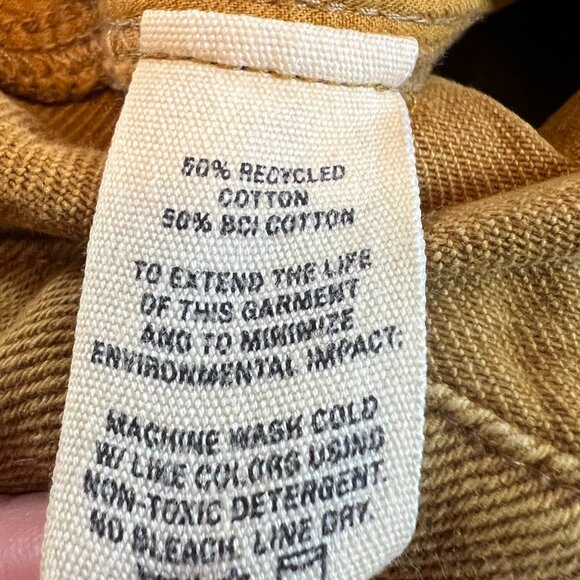 50% RECYCLED
COTTON
50% BCI COTTON
TO EXTEND THE LIFE
OF THIS GARMENT
AND TO MINIMIZE
ENVIRONMENTAL IMPACT:
MACHINE WASH COLD
W/ LIKE COLORS USING
NON-TOXIC DETERGENT.
NO BLEACH. LINE DRY.